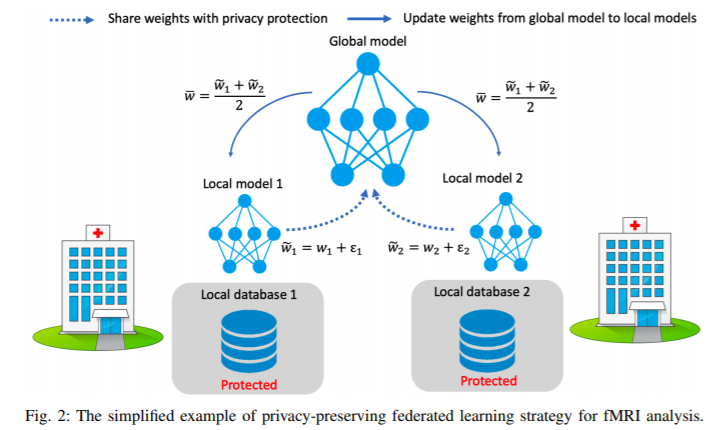 Share weights with privacy protection
Update weights from global model to local models
Global model
w̅ = (w̃₁ + w̃₂)/2
w̅ = (w̃₁ + w̃₂)/2
Local model 1
Local model 2
w̃₁ = w₁ + ε₁
w̃₂ = w₂ + ε₂
Local database 1
Local database 2
Protected
Protected
Fig. 2: The simplified example of privacy-preserving federated learning strategy for fMRI analysis.